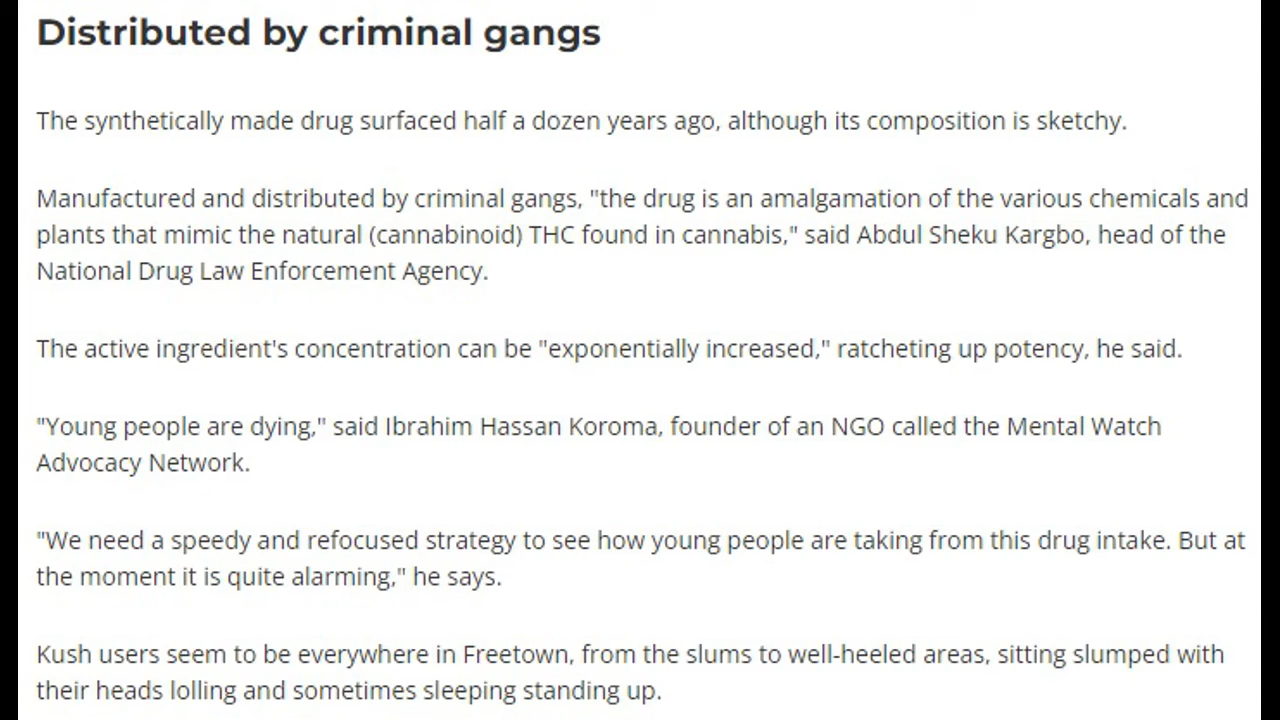 Distributed by criminal gangs
The synthetically made drug surfaced half a dozen years ago, although its composition is sketchy.
Manufactured and distributed by criminal gangs, "the drug is an amalgamation of the various chemicals and
plants that mimic the natural (cannabinoid) THC found in cannabis," said Abdul Sheku Kargbo, head of the
National Drug Law Enforcement Agency.
The active ingredient's concentration can be "exponentially increased," ratcheting up potency, he said.
"Young people are dying," said Ibrahim Hassan Koroma, founder of an NGO called the Mental Watch
Advocacy Network.
"We need a speedy and refocused strategy to see how young people are taking from this drug intake. But at
the moment it is quite alarming," he says.
Kush users seem to be everywhere in Freetown, from the slums to well-heeled areas, sitting slumped with
their heads lolling and sometimes sleeping standing up.